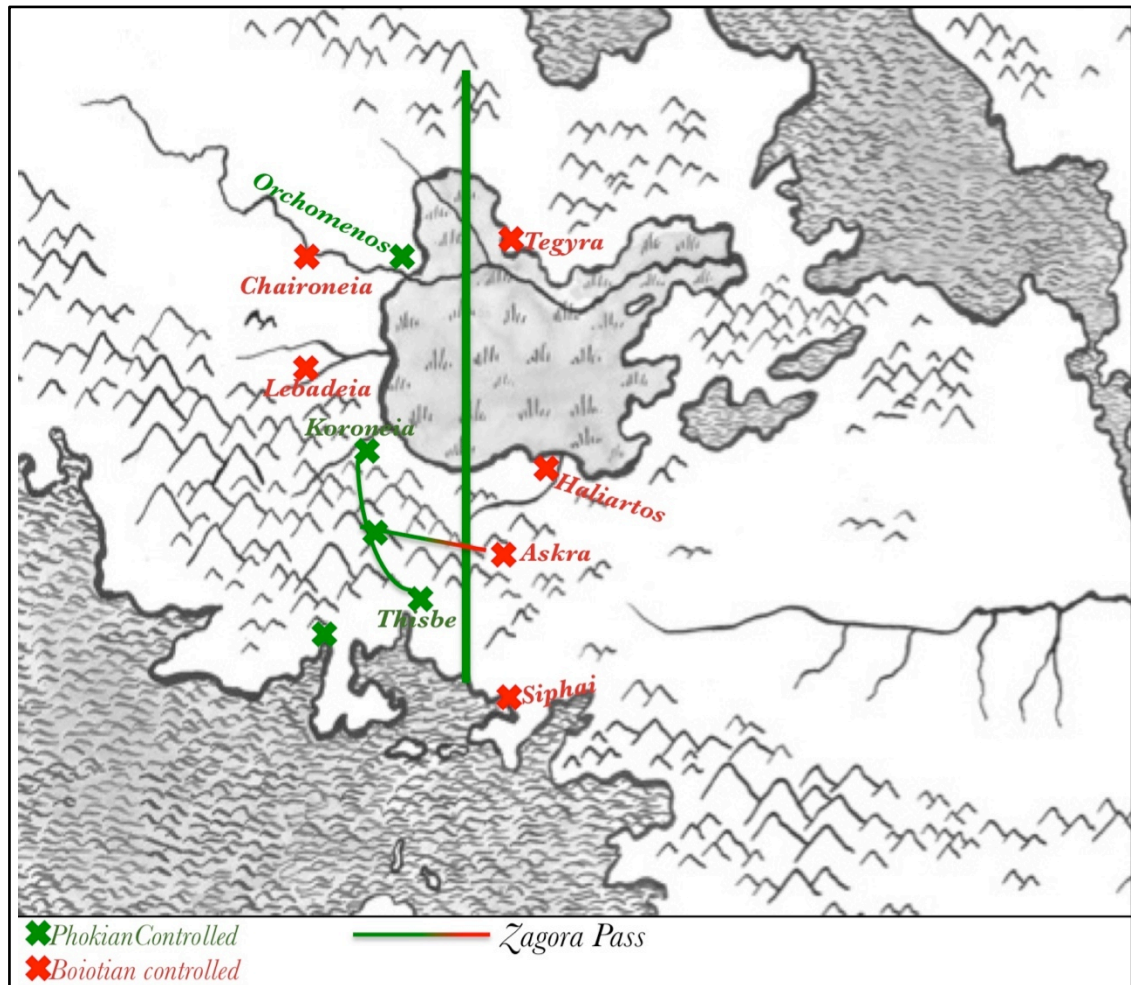 Orchomenos
Tegyra
Chaironeia
Lebadeia
Koroneia
Haliartos
Askra
Thisbe
Siphai
PhokianControlled
Zagora Pass
Boiotian controlled